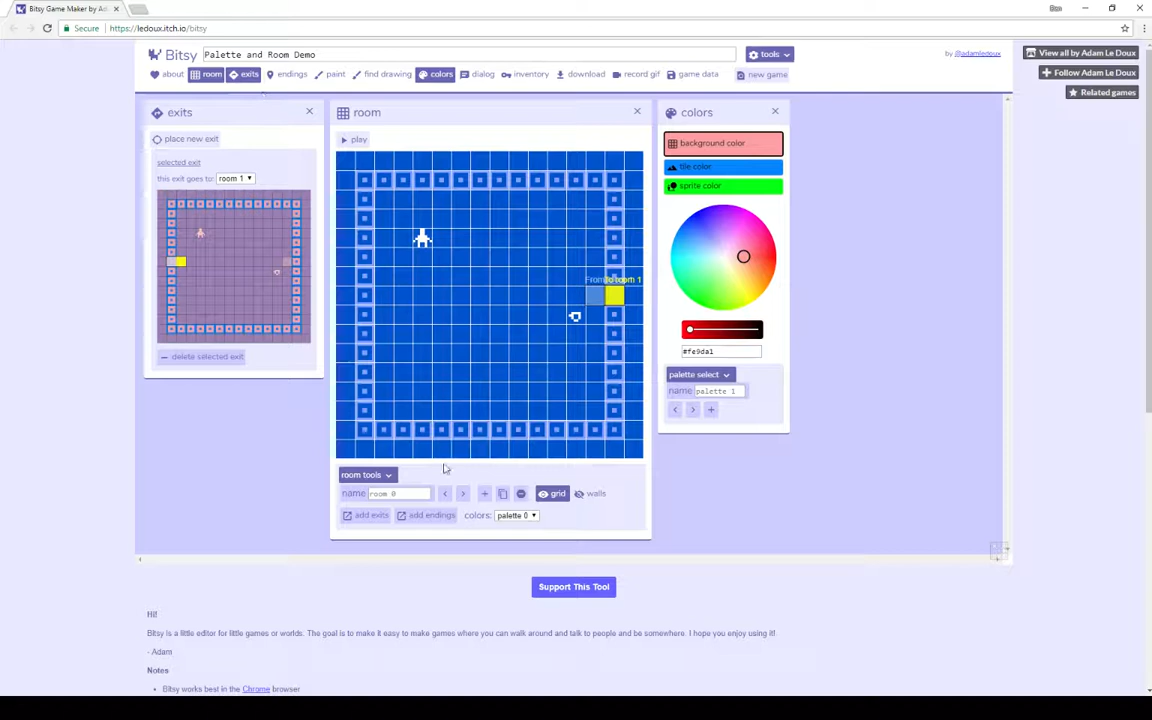 Bitsy Game Maker by Ad
Secure https://ledoux.itch.io/bitsy
Bitsy Palette and Room Demo tools by @adamledoux
about room exits endings paint find drawing colors dialog inventory download record gif game data new game
View all by Adam Le Doux
Follow Adam Le Doux
Related games
exits
place new exit
selected exit
this exit goes to: room 1
delete selected exit
room
play
to room 1
room tools
name room 0 grid walls
add exits add endings colors: palette 0
colors
background color
tile color
sprite color
#fe9da1
palette select
name palette 1
Support This Tool
Hi!
Bitsy is a little editor for little games or worlds. The goal is to make it easy to make games where you can walk around and talk to people and be somewhere. I hope you enjoy using it!
- Adam
Notes
Bitsy works best in the Chrome browser